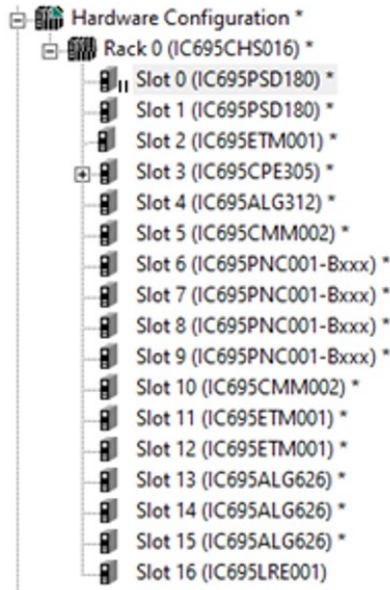 Hardware Configuration *
Rack 0 (IC695CHS016) *
Slot 0 (IC695PSD180) *
Slot 1 (IC695PSD180) *
Slot 2 (IC695ETM001) *
Slot 3 (IC695CPE305) *
Slot 4 (IC695ALG312) *
Slot 5 (IC695CMM002) *
Slot 6 (IC695PNC001-Bxxx) *
Slot 7 (IC695PNC001-Bxxx) *
Slot 8 (IC695PNC001-Bxxx) *
Slot 9 (IC695PNC001-Bxxx) *
Slot 10 (IC695CMM002) *
Slot 11 (IC695ETM001) *
Slot 12 (IC695ETM001) *
Slot 13 (IC695ALG626) *
Slot 14 (IC695ALG626) *
Slot 15 (IC695ALG626) *
Slot 16 (IC695LRE001)